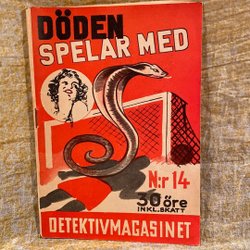 DÖDEN
SPELAR MED
N:r 14
30 öre
INKL. SKATT
DETEKTIVMAGASINET